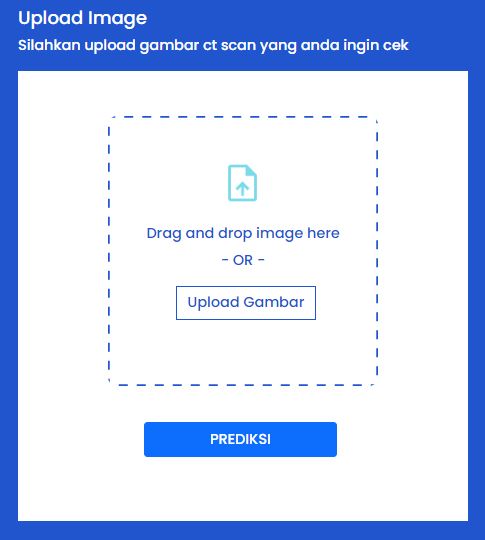 Upload Image
Silahkan upload gambar ct scan yang anda ingin cek
Drag and drop image here
- OR -
Upload Gambar
PREDIKSI